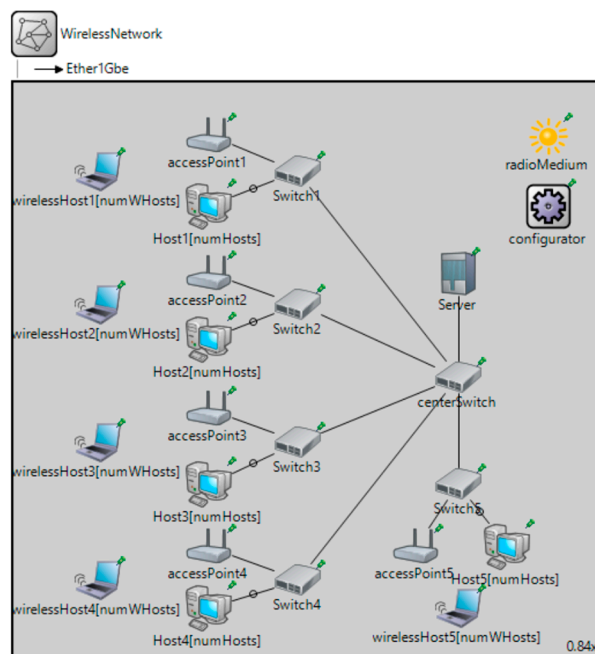 WirelessNetwork
Ether1Gbe
accessPoint1
radioMedium
wirelessHost1[numWHosts]
Switch1
Host1[numHosts]
configurator
accessPoint2
Server
wirelessHost2[numWHosts]
Switch2
Host2[numHosts]
centerSwitch
accessPoint3
wirelessHost3[numWHosts]
Switch3
Host3[numHosts]
Switch5
accessPoint4
accessPoint5
Host5[numHosts]
wirelessHost4[numWHosts]
Switch4
Host4[numHosts]
wirelessHost5[numWHosts]
0.84x